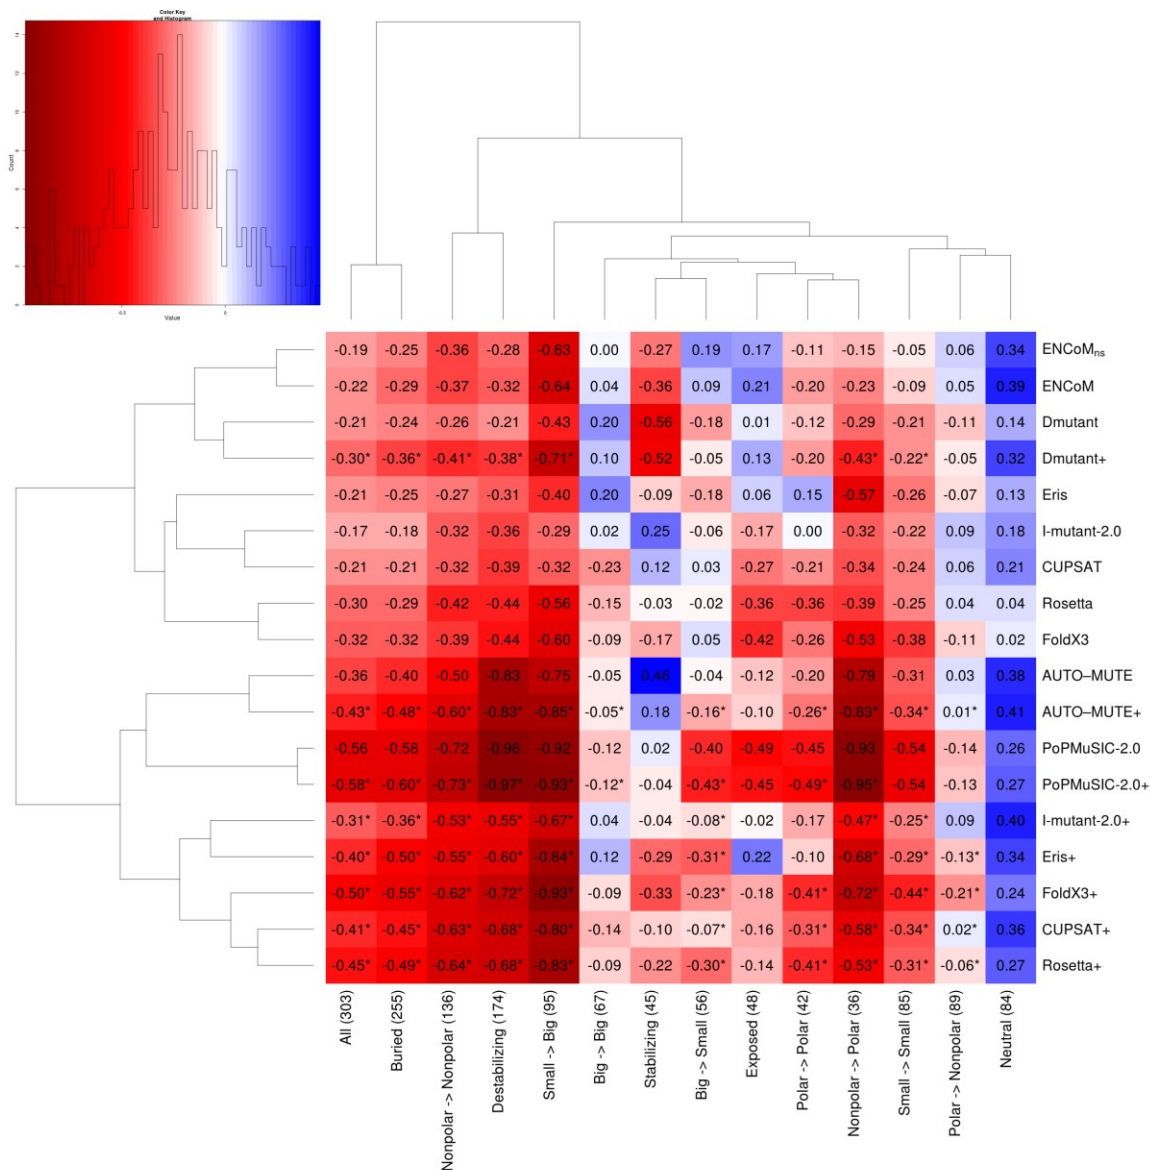 Color Key
and Histogram
Count
0 2 4 6 8 10 12 14
-0.5 0
Value
-0.19 -0.25 -0.36 -0.28 -0.63 0.00 -0.27 0.19 0.17 -0.11 -0.15 -0.05 0.06 0.34 ENCoMns
-0.22 -0.29 -0.37 -0.32 -0.64 0.04 -0.36 0.09 0.21 -0.20 -0.23 -0.09 0.05 0.39 ENCoM
-0.21 -0.24 -0.26 -0.21 -0.43 0.20 -0.56 -0.18 0.01 -0.12 -0.29 -0.21 -0.11 0.14 Dmutant
-0.30* -0.36* -0.41* -0.38* -0.71* 0.10 -0.52 -0.05 0.13 -0.20 -0.43* -0.22* -0.05 0.32 Dmutant+
-0.21 -0.25 -0.27 -0.31 -0.40 0.20 -0.09 -0.18 0.06 0.15 -0.57 -0.26 -0.07 0.13 Eris
-0.17 -0.18 -0.32 -0.36 -0.29 0.02 0.25 -0.06 -0.17 0.00 -0.32 -0.22 0.09 0.18 I-mutant-2.0
-0.21 -0.21 -0.32 -0.39 -0.32 -0.23 0.12 0.03 -0.27 -0.21 -0.34 -0.24 0.06 0.21 CUPSAT
-0.30 -0.29 -0.42 -0.44 -0.56 -0.15 -0.03 -0.02 -0.36 -0.36 -0.39 -0.25 0.04 0.04 Rosetta
-0.32 -0.32 -0.39 -0.44 -0.60 -0.09 -0.17 0.05 -0.42 -0.26 -0.53 -0.38 -0.11 0.02 FoldX3
-0.36 -0.40 -0.50 -0.83 -0.75 -0.05 0.46 -0.04 -0.12 -0.20 -0.79 -0.31 0.03 0.38 AUTO–MUTE
-0.43* -0.48* -0.60* -0.83* -0.85* -0.05* 0.18 -0.16* -0.10 -0.26* -0.83* -0.34* 0.01* 0.41 AUTO–MUTE+
-0.56 -0.58 -0.72 -0.96 -0.92 -0.12 0.02 -0.40 -0.49 -0.45 -0.93 -0.54 -0.14 0.26 PoPMuSIC-2.0
-0.58* -0.60* -0.73* -0.97* -0.93* -0.12* -0.04 -0.43* -0.45 -0.49* -0.95* -0.54 -0.13 0.27 PoPMuSIC-2.0+
-0.31* -0.36* -0.53* -0.55* -0.67* 0.04 -0.04 -0.08* -0.02 -0.17 -0.47* -0.25* 0.09 0.40 I-mutant-2.0+
-0.40* -0.50* -0.55* -0.60* -0.84* 0.12 -0.29 -0.31* 0.22 -0.10 -0.68* -0.29* -0.13* 0.34 Eris+
-0.50* -0.55* -0.62* -0.72* -0.93* -0.09 -0.33 -0.23* -0.18 -0.41* -0.72* -0.44* -0.21* 0.24 FoldX3+
-0.41* -0.45* -0.63* -0.68* -0.80* -0.14 -0.10 -0.07* -0.16 -0.31* -0.58* -0.34* 0.02* 0.36 CUPSAT+
-0.45* -0.49* -0.64* -0.68* -0.83* -0.09 -0.22 -0.30* -0.14 -0.41* -0.53* -0.31* -0.06* 0.27 Rosetta+
All (303)
Buried (255)
Nonpolar -> Nonpolar (136)
Destabilizing (174)
Small -> Big (95)
Big -> Big (67)
Stabilizing (45)
Big -> Small (56)
Exposed (48)
Polar -> Polar (42)
Nonpolar -> Polar (36)
Small -> Small (85)
Polar -> Nonpolar (89)
Neutral (84)